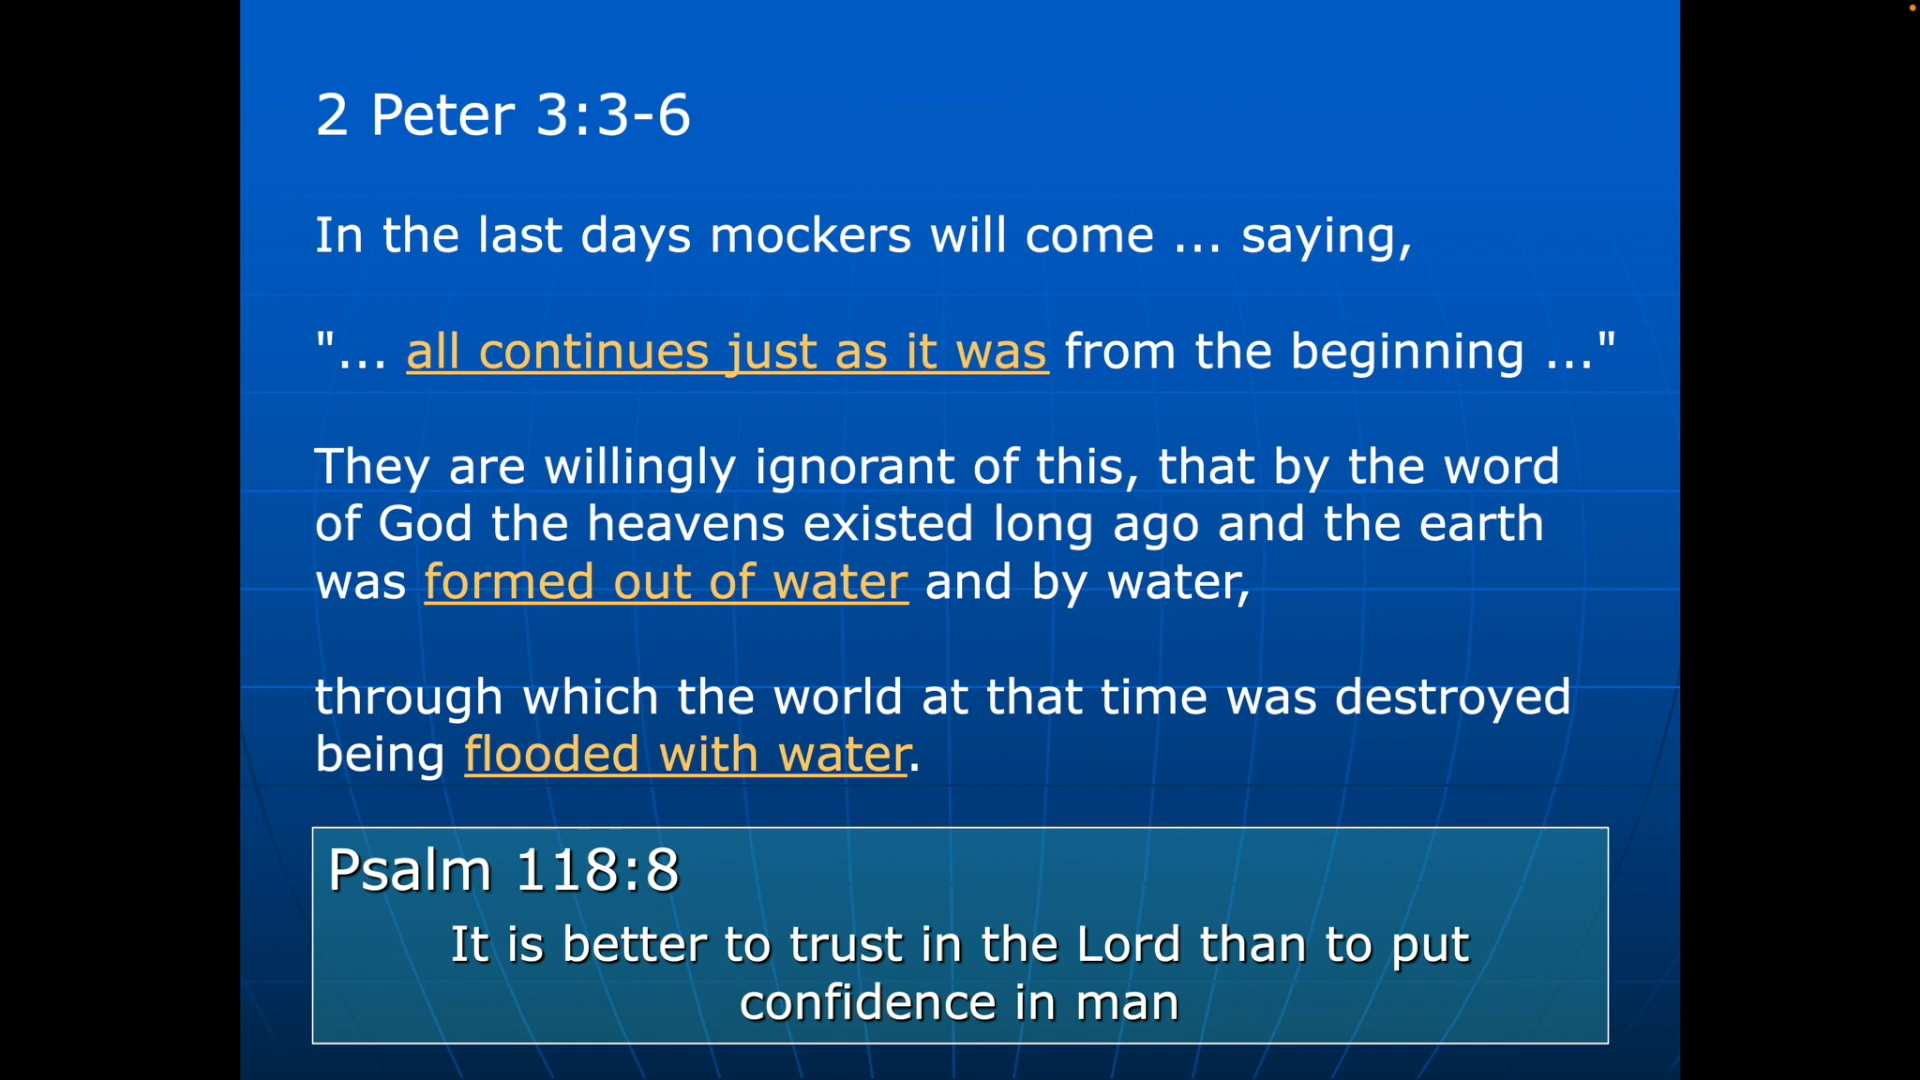 2 Peter 3:3-6
In the last days mockers will come ... saying,
"... all continues just as it was from the beginning ..."
They are willingly ignorant of this, that by the word
of God the heavens existed long ago and the earth
was formed out of water and by water,
through which the world at that time was destroyed
being flooded with water.
Psalm 118:8
It is better to trust in the Lord than to put
confidence in man